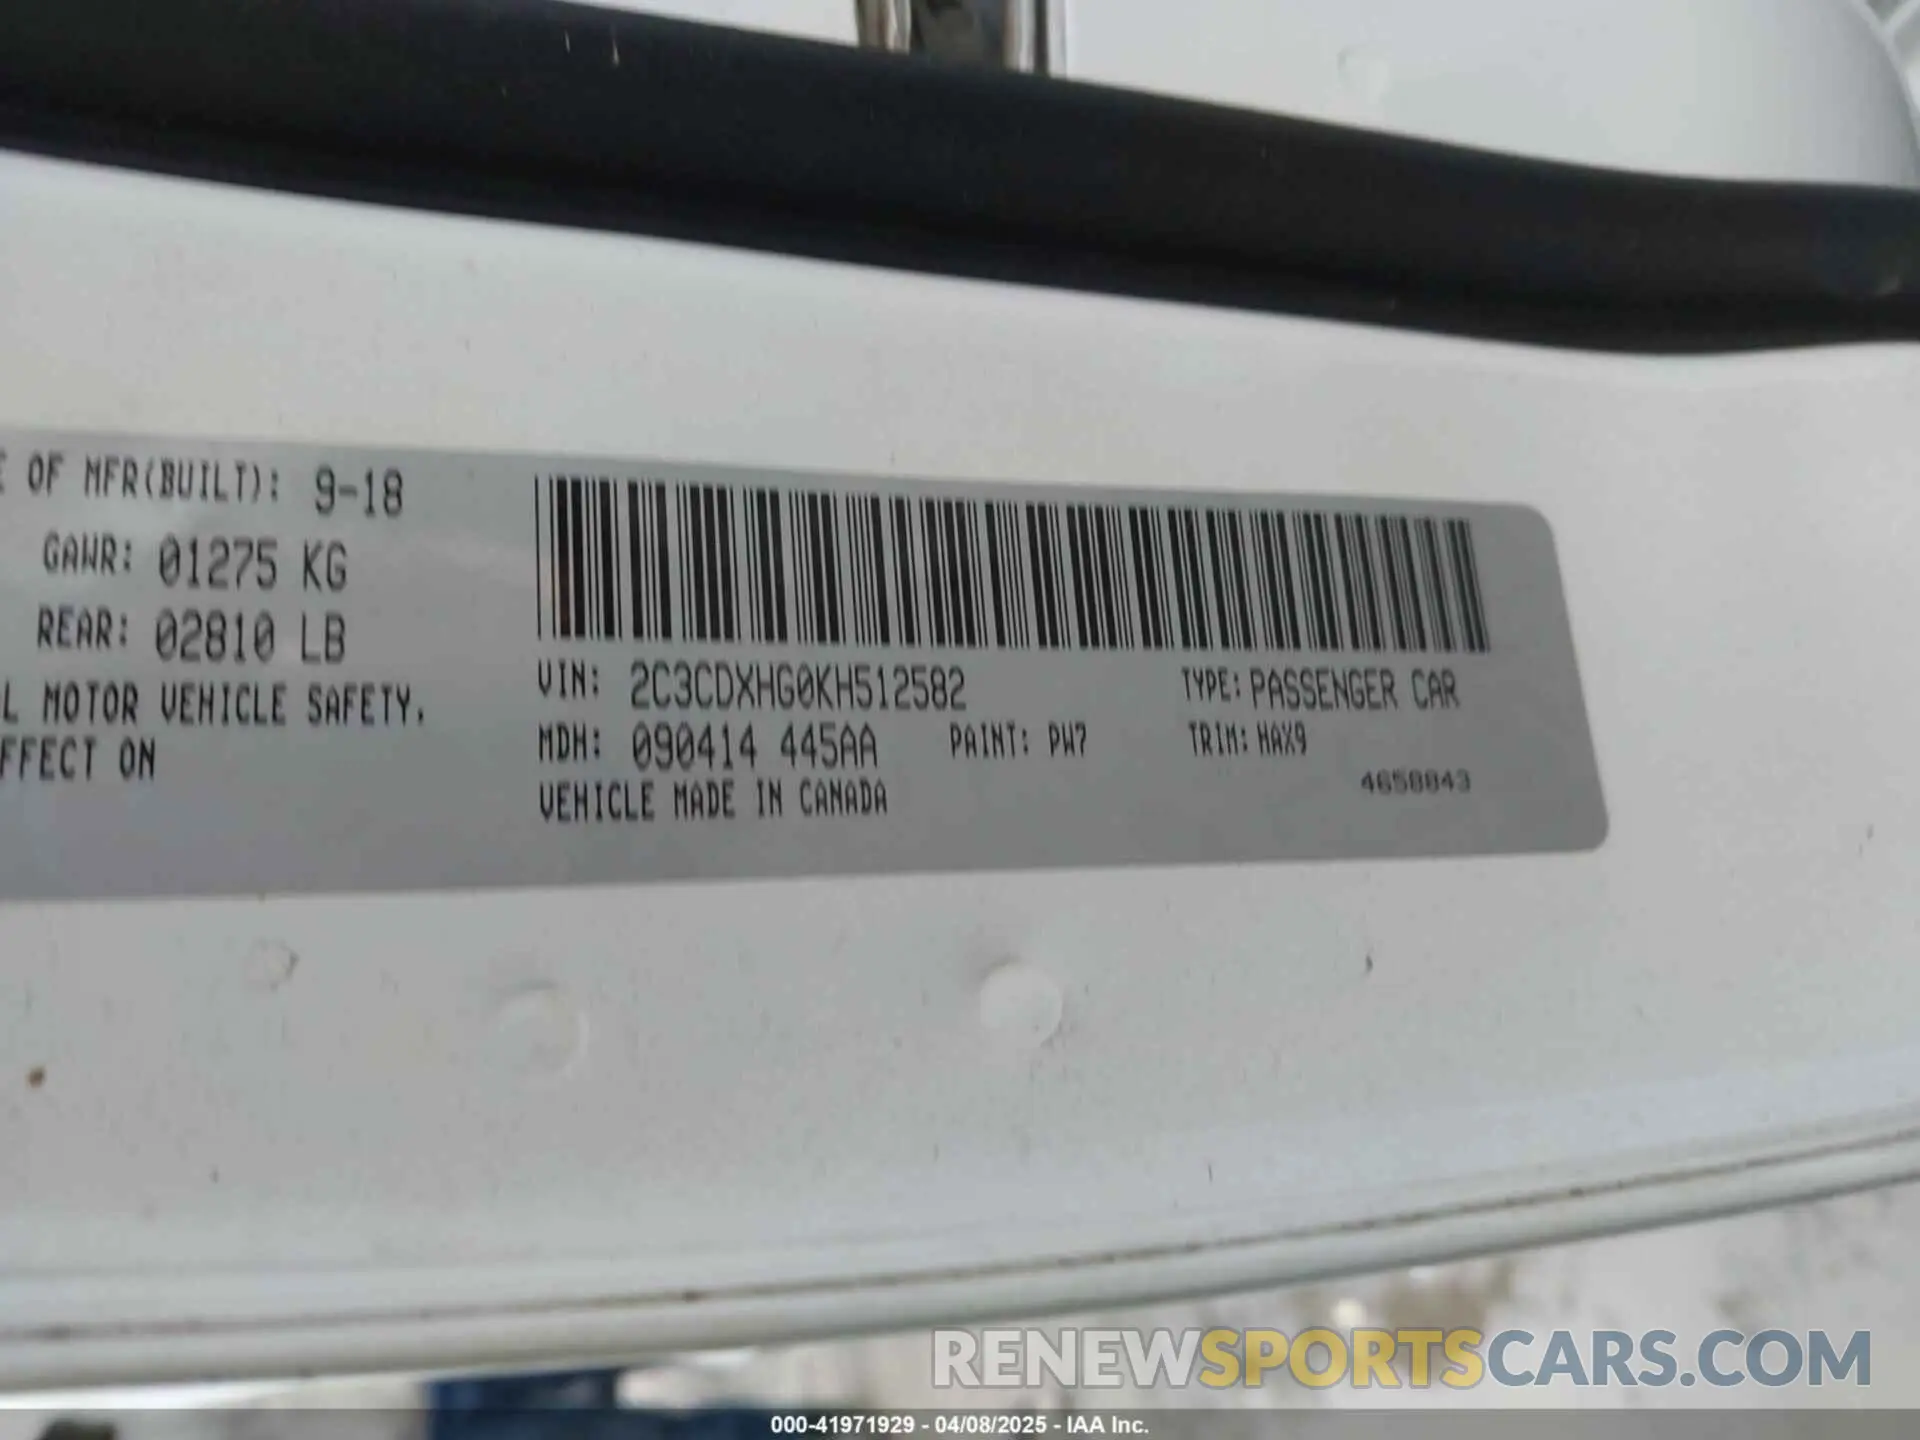 E OF MFR(BUILT): 9-18
GAWR: 01275 KG
REAR: 02810 LB
L MOTOR VEHICLE SAFETY.
FFECT ON
VIN: 2C3CDXHG0KH512582 TYPE: PASSENGER CAR
MDH: 090414 445AA PAINT: PW7 TRIM: HAX9
VEHICLE MADE IN CANADA
4658843
RENEWSPORTSCARS.COM
000-41971929 - 04/08/2025 - IAA Inc.